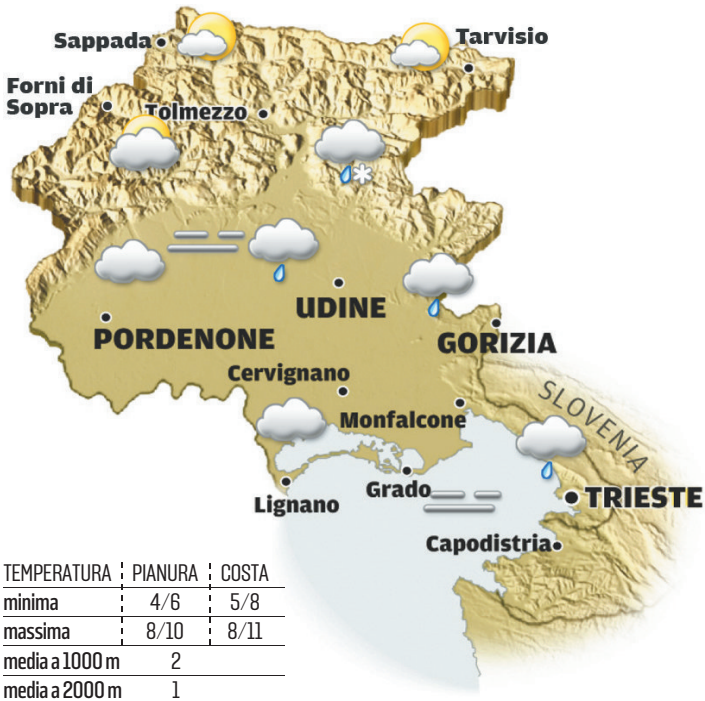 Sappada
Tarvisio
Forni di
Sopra
Tolmezzo
UDINE
PORDENONE
GORIZIA
Cervignano
Monfalcone
SLOVENIA
Lignano
Grado
TRIESTE
Capodistria
TEMPERATURA PIANURA COSTA
minima 4/6 5/8
massima 8/10 8/11
media a 1000 m 2
media a 2000 m 1